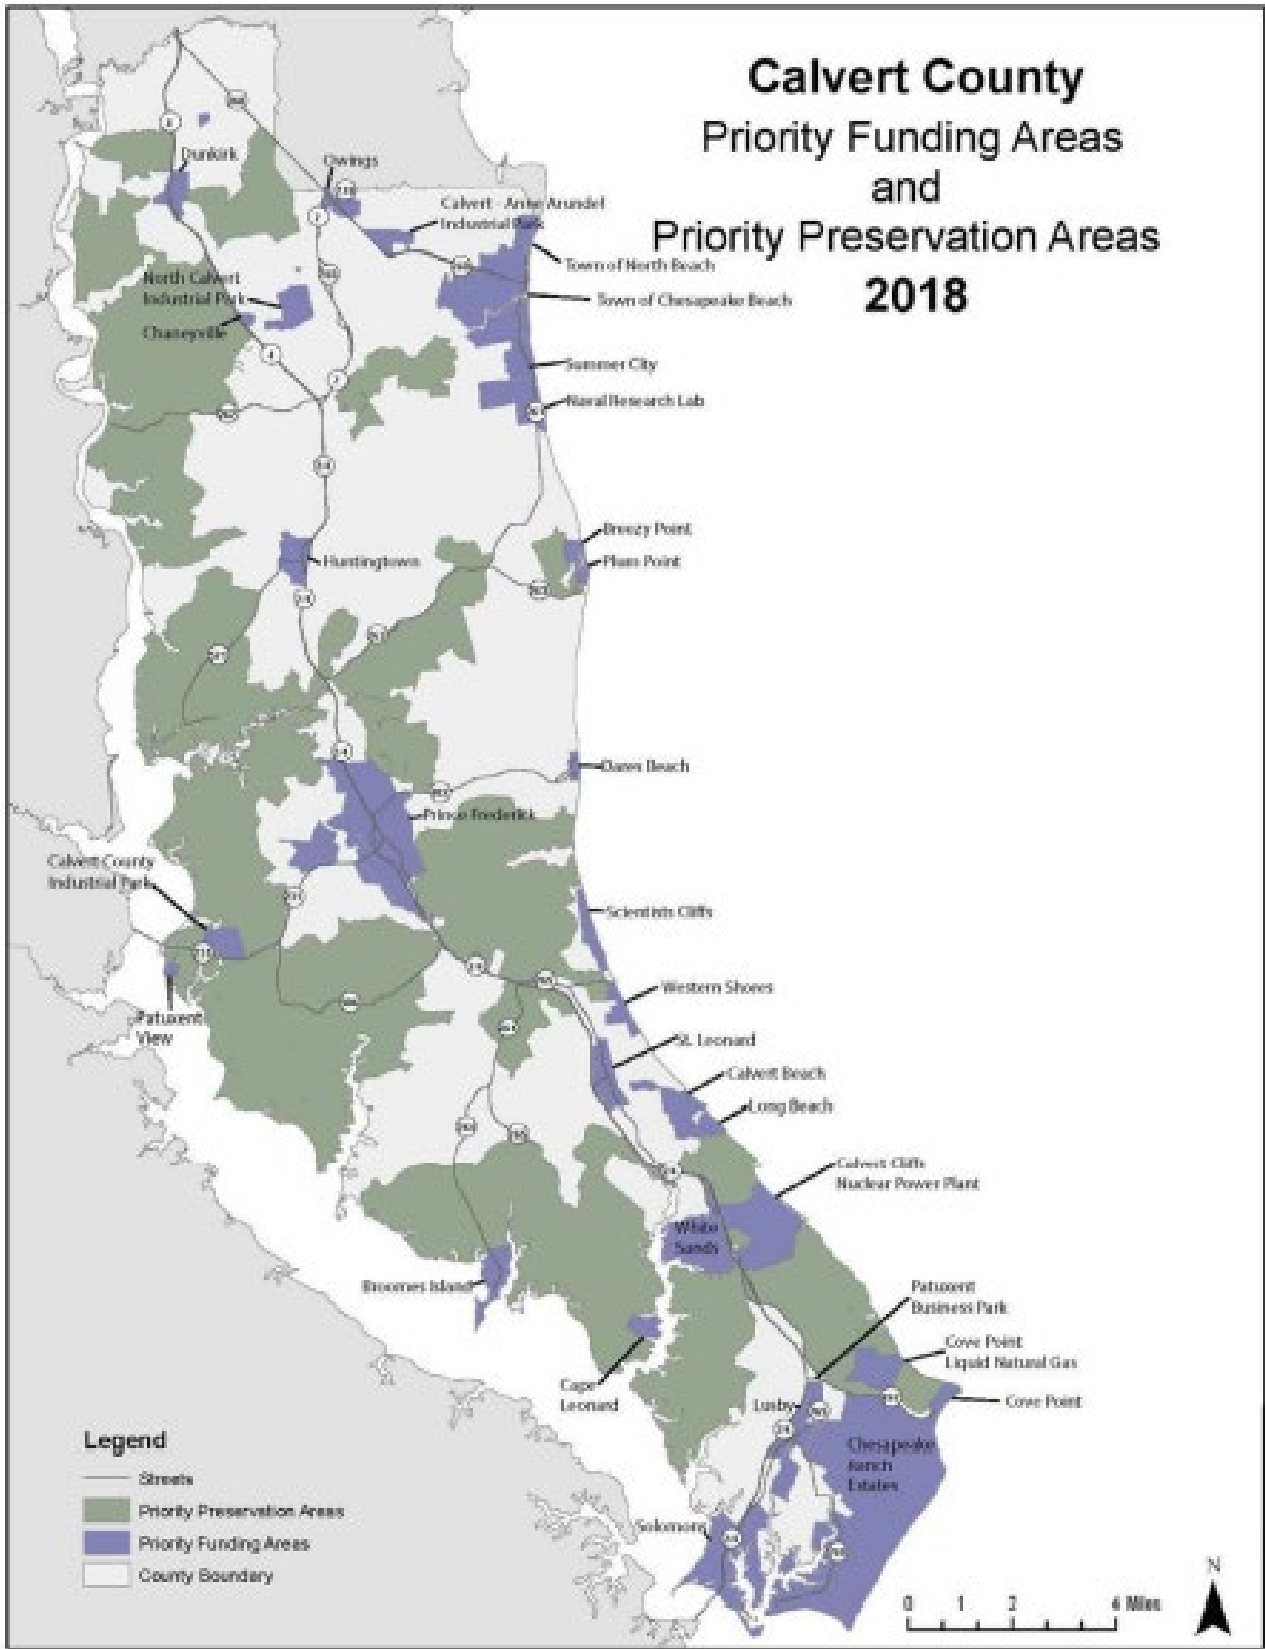 Calvert County
Priority Funding Areas
and
Priority Preservation Areas
2018
Dunkirk
Owings
Calvert - Anne Arundel
Industrial Park
Town of North Beach
Town of Chesapeake Beach
North Calvert
Industrial Park
Chaneyville
Summer City
Naval Research Lab
Breezy Point
Huntingtown
Plum Point
Dares Beach
Prince Frederick
Calvert County
Industrial Park
Scientists Cliffs
Western Shores
Patuxent
View
St. Leonard
Calvert Beach
Long Beach
Calvert Cliffs
Nuclear Power Plant
White
Sands
Broomes Island
Patuxent
Business Park
Cove Point
Liquid Natural Gas
Cape
Leonard
Lusby
Cove Point
Chesapeake
Ranch
Estates
Solomons
Legend
Streets
Priority Preservation Areas
Priority Funding Areas
County Boundary
N
0 1 2 4 Miles